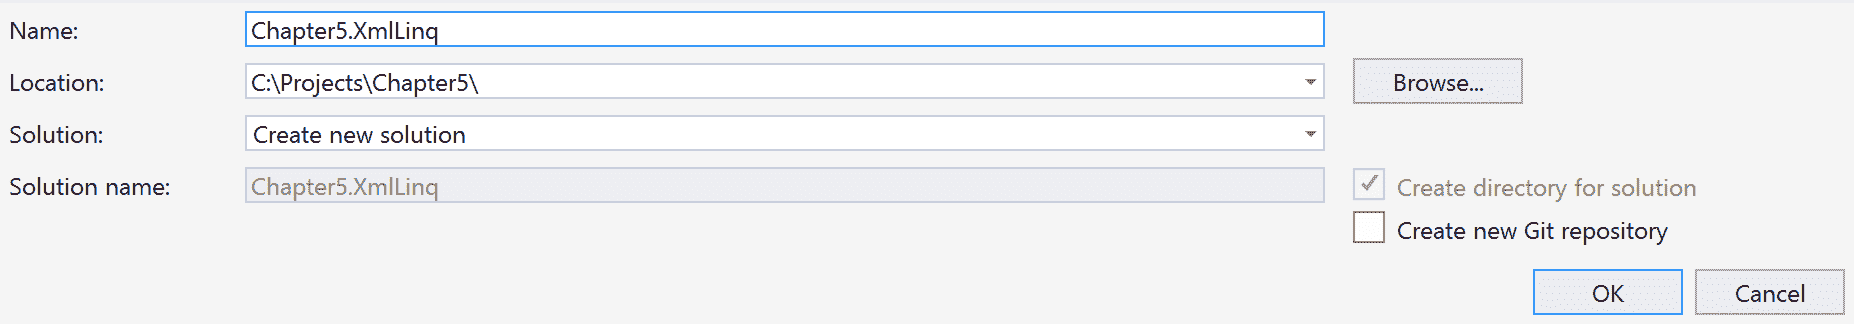 Name: Chapter5.XmlLinq
Location: C:\Projects\Chapter5\ Browse...
Solution: Create new solution
Solution name: Chapter5.XmlLinq Create directory for solution
Create new Git repository
OK Cancel